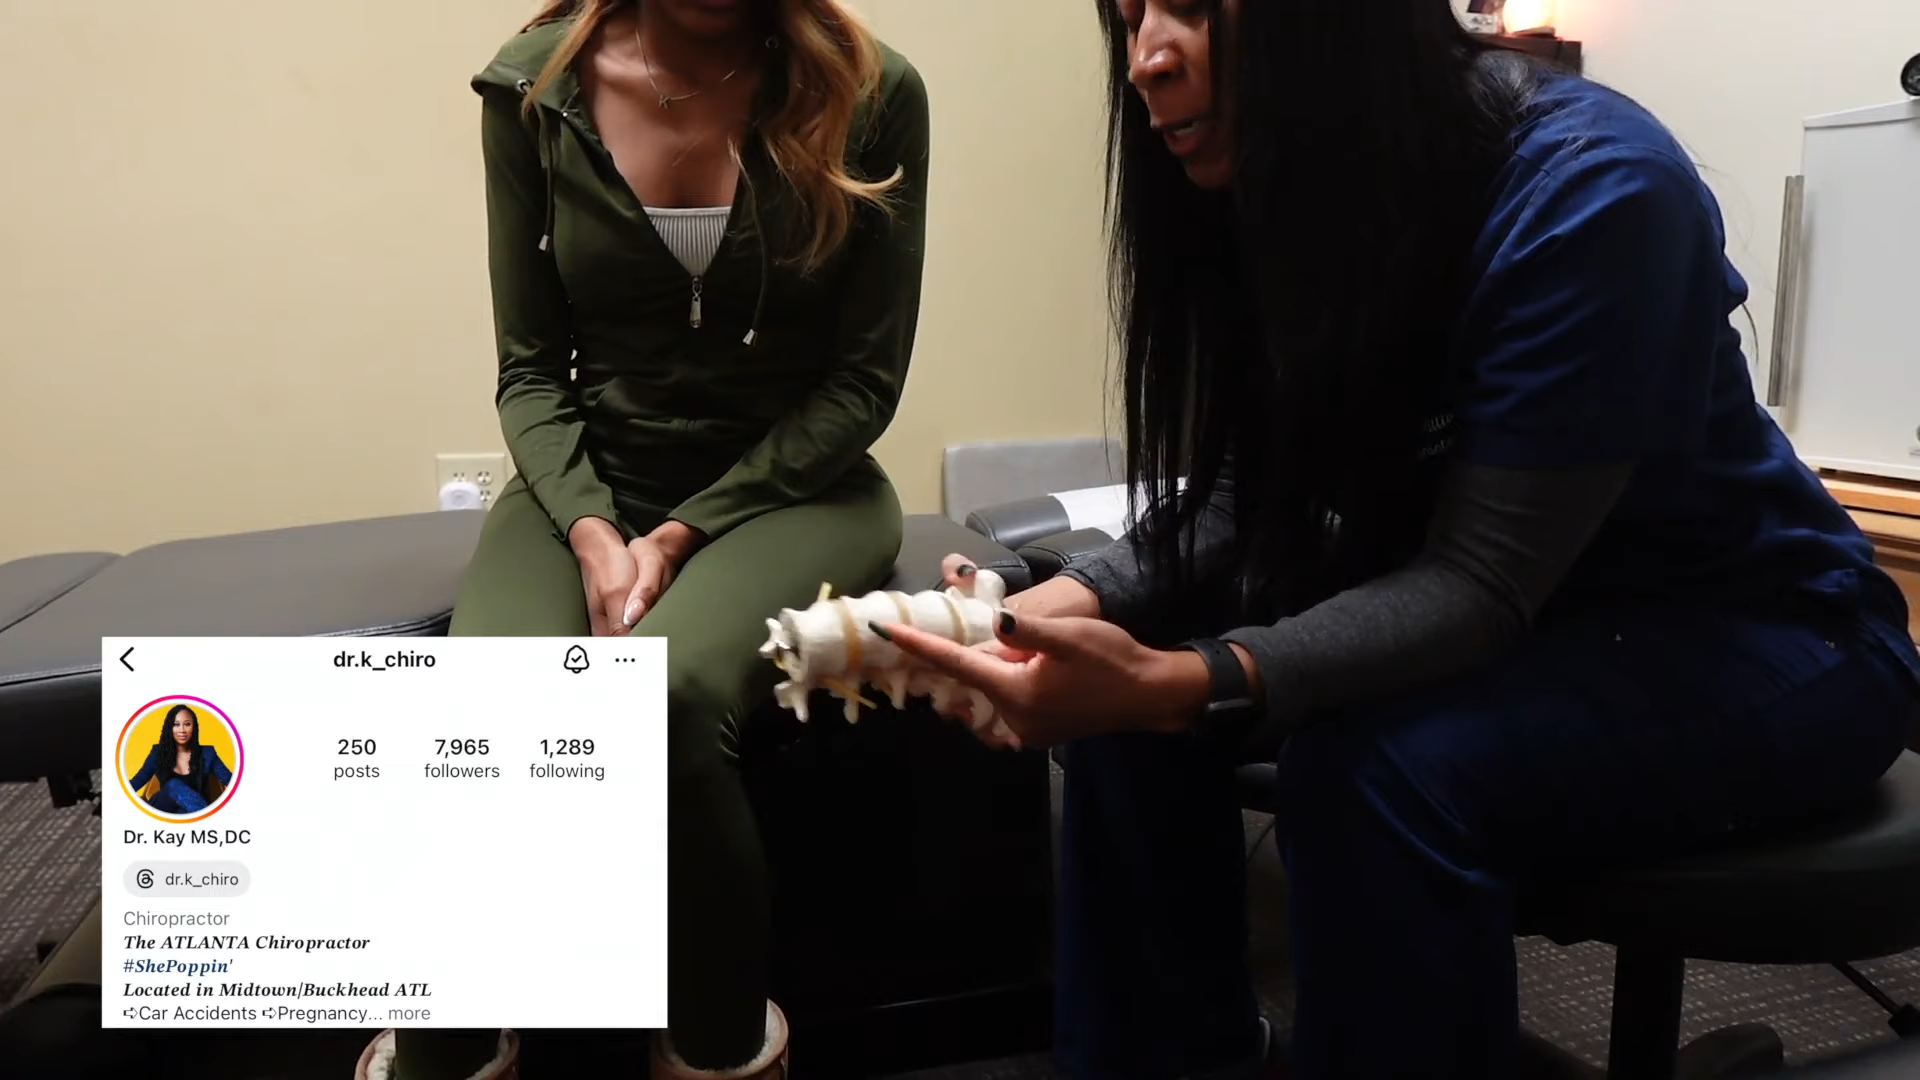 dr.k_chiro
250 posts
7,965 followers
1,289 following
Dr. Kay MS,DC
dr.k_chiro
Chiropractor
The ATLANTA Chiropractor
#ShePoppin'
Located in Midtown/Buckhead ATL
➪Car Accidents ➪Pregnancy... more